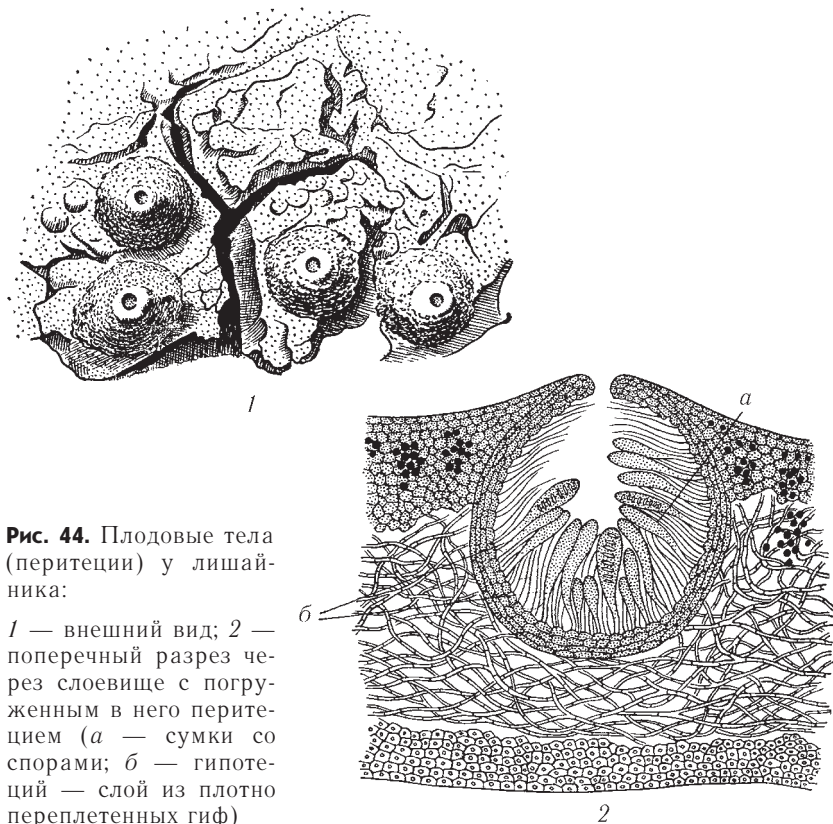 1
а
Рис. 44. Плодовые тела
(перитеции) у лишай-
ника:
б
1 — внешний вид; 2 —
поперечный разрез че-
рез слоевище с погру-
женным в него перите-
цием (а — сумки со
спорами; б — гипоте-
ций — слой из плотно
переплетенных гиф)
2